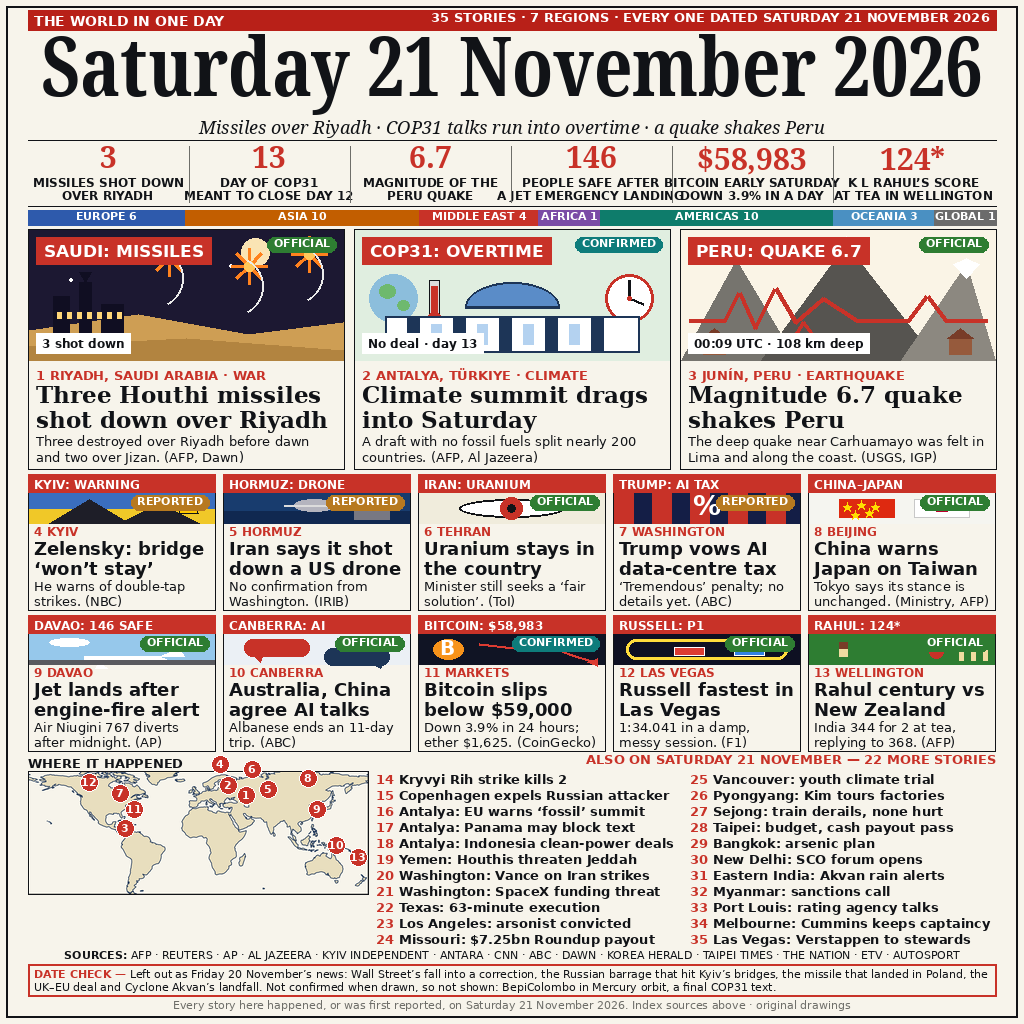 THE WORLD IN ONE DAY
35 STORIES · 7 REGIONS · EVERY ONE DATED SATURDAY 21 NOVEMBER 2026
Saturday 21 November 2026
Missiles over Riyadh · COP31 talks run into overtime · a quake shakes Peru
3
MISSILES SHOT DOWN
OVER RIYADH
13
DAY OF COP31
MEANT TO CLOSE DAY 12
6.7
MAGNITUDE OF THE
PERU QUAKE
146
PEOPLE SAFE AFTER
A JET EMERGENCY LANDING
$58,983
BITCOIN EARLY SATURDAY
DOWN 3.9% IN A DAY
124*
K L RAHUL’S SCORE
AT TEA IN WELLINGTON
EUROPE 6
ASIA 10
MIDDLE EAST 4
AFRICA 1
AMERICAS 10
OCEANIA 3
GLOBAL 1
SAUDI: MISSILES
OFFICIAL
3 shot down
1 RIYADH, SAUDI ARABIA · WAR
Three Houthi missiles
shot down over Riyadh
Three destroyed over Riyadh before dawn
and two over Jizan. (AFP, Dawn)
COP31: OVERTIME
CONFIRMED
No deal · day 13
2 ANTALYA, TÜRKIYE · CLIMATE
Climate summit drags
into Saturday
A draft with no fossil fuels split nearly 200
countries. (AFP, Al Jazeera)
PERU: QUAKE 6.7
OFFICIAL
00:09 UTC · 108 km deep
3 JUNÍN, PERU · EARTHQUAKE
Magnitude 6.7 quake
shakes Peru
The deep quake near Carhuamayo was felt in
Lima and along the coast. (USGS, IGP)
KYIV: WARNING
REPORTED
4 KYIV
Zelensky: bridge
‘won’t stay’
He warns of double-tap
strikes. (NBC)
HORMUZ: DRONE
REPORTED
5 HORMUZ
Iran says it shot
down a US drone
No confirmation from
Washington. (IRIB)
IRAN: URANIUM
OFFICIAL
6 TEHRAN
Uranium stays in
the country
Minister still seeks a ‘fair
solution’. (ToI)
TRUMP: AI TAX
%
REPORTED
7 WASHINGTON
Trump vows AI
data-centre tax
‘Tremendous’ penalty; no
details yet. (ABC)
CHINA–JAPAN
OFFICIAL
8 BEIJING
China warns
Japan on Taiwan
Tokyo says its stance is
unchanged. (Ministry, AFP)
DAVAO: 146 SAFE
OFFICIAL
9 DAVAO
Jet lands after
engine-fire alert
Air Niugini 767 diverts
after midnight. (AP)
CANBERRA: AI
OFFICIAL
10 CANBERRA
Australia, China
agree AI talks
Albanese ends an 11-day
trip. (ABC)
BITCOIN: $58,983
B
CONFIRMED
11 MARKETS
Bitcoin slips
below $59,000
Down 3.9% in 24 hours;
ether $1,625. (CoinGecko)
RUSSELL: P1
OFFICIAL
12 LAS VEGAS
Russell fastest in
Las Vegas
1:34.041 in a damp,
messy session. (F1)
RAHUL: 124*
OFFICIAL
13 WELLINGTON
Rahul century vs
New Zealand
India 344 for 2 at tea,
replying to 368. (AFP)
WHERE IT HAPPENED
4
6
12
2
5
8
7
1
11
9
3
10
13
ALSO ON SATURDAY 21 NOVEMBER — 22 MORE STORIES
14 Kryvyi Rih strike kills 2
15 Copenhagen expels Russian attacker
16 Antalya: EU warns ‘fossil’ summit
17 Antalya: Panama may block text
18 Antalya: Indonesia clean-power deals
19 Yemen: Houthis threaten Jeddah
20 Washington: Vance on Iran strikes
21 Washington: SpaceX funding threat
22 Texas: 63-minute execution
23 Los Angeles: arsonist convicted
24 Missouri: $7.25bn Roundup payout
25 Vancouver: youth climate trial
26 Pyongyang: Kim tours factories
27 Sejong: train derails, none hurt
28 Taipei: budget, cash payout pass
29 Bangkok: arsenic plan
30 New Delhi: SCO forum opens
31 Eastern India: Akvan rain alerts
32 Myanmar: sanctions call
33 Port Louis: rating agency talks
34 Melbourne: Cummins keeps captaincy
35 Las Vegas: Verstappen to stewards
SOURCES: AFP · REUTERS · AP · AL JAZEERA · KYIV INDEPENDENT · ANTARA · CNN · ABC · DAWN · KOREA HERALD · TAIPEI TIMES · THE NATION · ETV · AUTOSPORT
DATE CHECK — Left out as Friday 20 November’s news: Wall Street’s fall into a correction, the Russian barrage that hit Kyiv’s bridges, the missile that landed in Poland, the
UK–EU deal and Cyclone Akvan’s landfall. Not confirmed when drawn, so not shown: BepiColombo in Mercury orbit, a final COP31 text.
Every story here happened, or was first reported, on Saturday 21 November 2026. Index sources above · original drawings